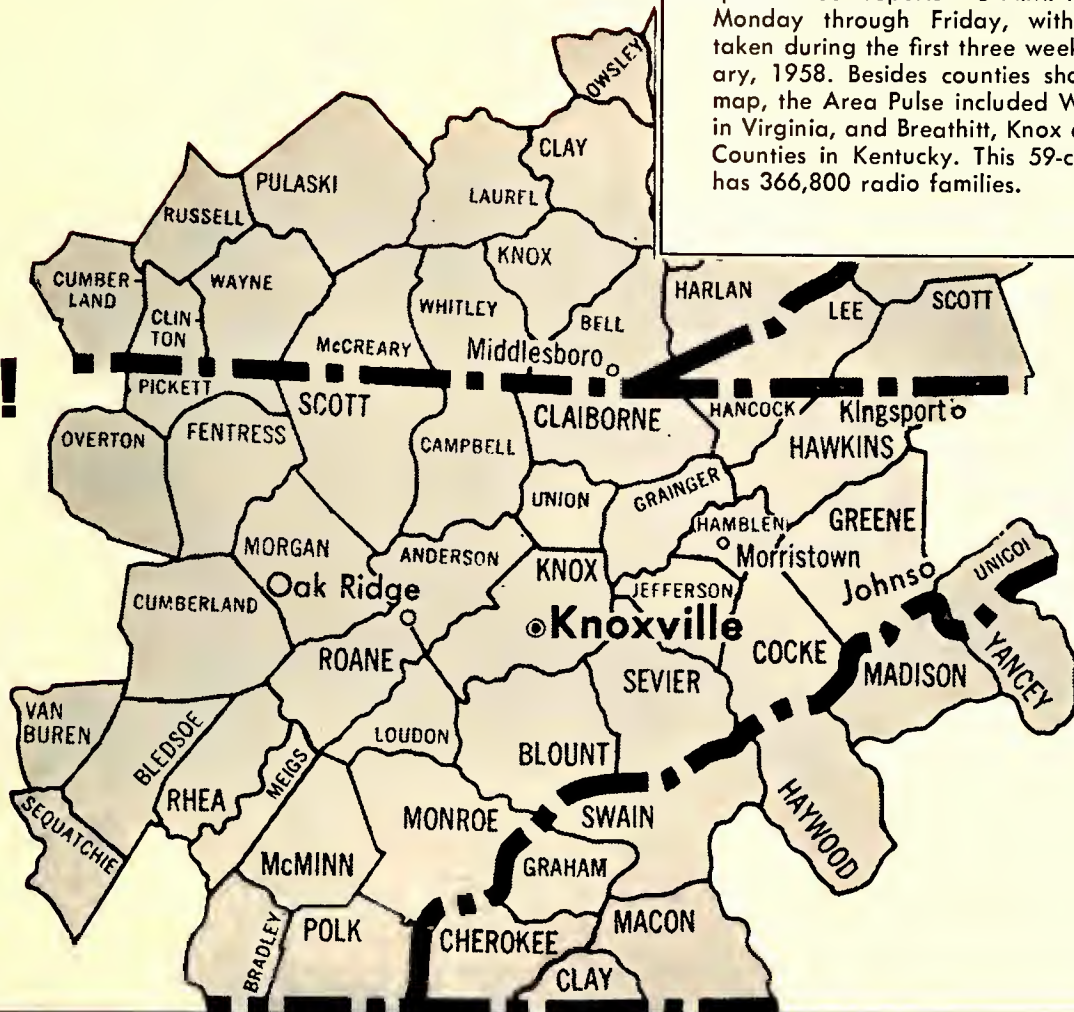 Monday through Friday, with
taken during the first three week
ary, 1958. Besides counties sho
map, the Area Pulse included W
in Virginia, and Breathitt, Knox
Counties in Kentucky. This 59-c
has 366,800 radio families.
OWSLEY
CLAY
PULASKI
LAUREL
RUSSELL
KNOX
CUMBER-
LAND
WAYNE
HARLAN
CLIN-
TON
WHITLEY
LEE
SCOTT
BELL
McCREARY
Middlesboro
!
PICKETT
SCOTT
CLAIBORNE
HANCOCK
Kingsport
OVERTON
FENTRESS
CAMPBELL
HAWKINS
UNION
GRAINGER
HAMBLEN
GREENE
MORGAN
ANDERSON
KNOX
Morristown
UNICOI
Oak Ridge
JEFFERSON
Johnso
CUMBERLAND
Knoxville
YANCEY
ROANE
COCKE
MADISON
SEVIER
VAN
BUREN
BLEDSOE
LOUDON
BLOUNT
MEIGS
RHEA
HAYWOOD
SEQUATCHIE
MONROE
SWAIN
McMINN
GRAHAM
BRADLEY
POLK
CHEROKEE
MACON
CLAY